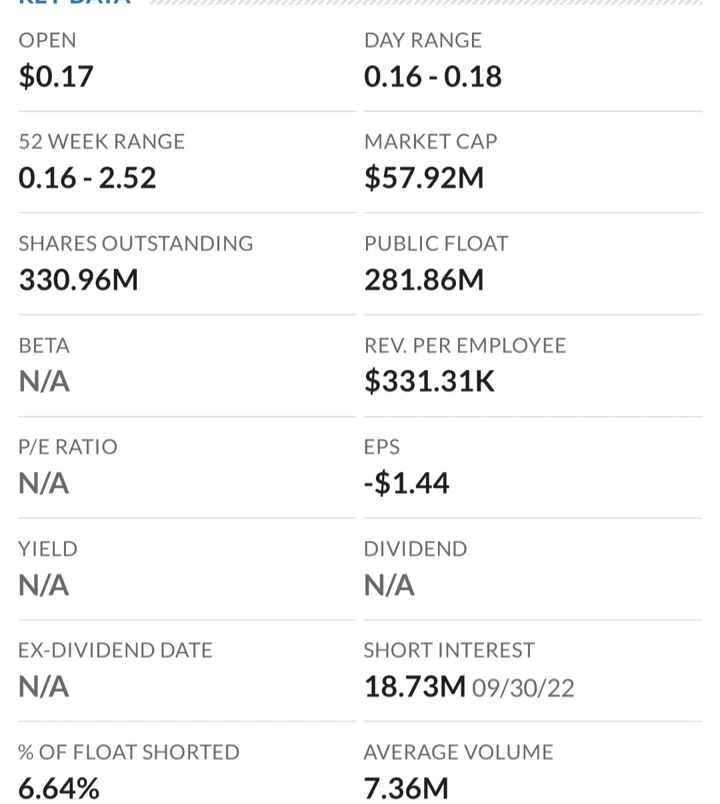 KEY DATA
OPEN
$0.17
DAY RANGE
0.16 - 0.18
52 WEEK RANGE
0.16 - 2.52
MARKET CAP
$57.92M
SHARES OUTSTANDING
330.96M
PUBLIC FLOAT
281.86M
BETA
N/A
REV. PER EMPLOYEE
$331.31K
P/E RATIO
N/A
EPS
-$1.44
YIELD
N/A
DIVIDEND
N/A
EX-DIVIDEND DATE
N/A
SHORT INTEREST
18.73M 09/30/22
% OF FLOAT SHORTED
6.64%
AVERAGE VOLUME
7.36M